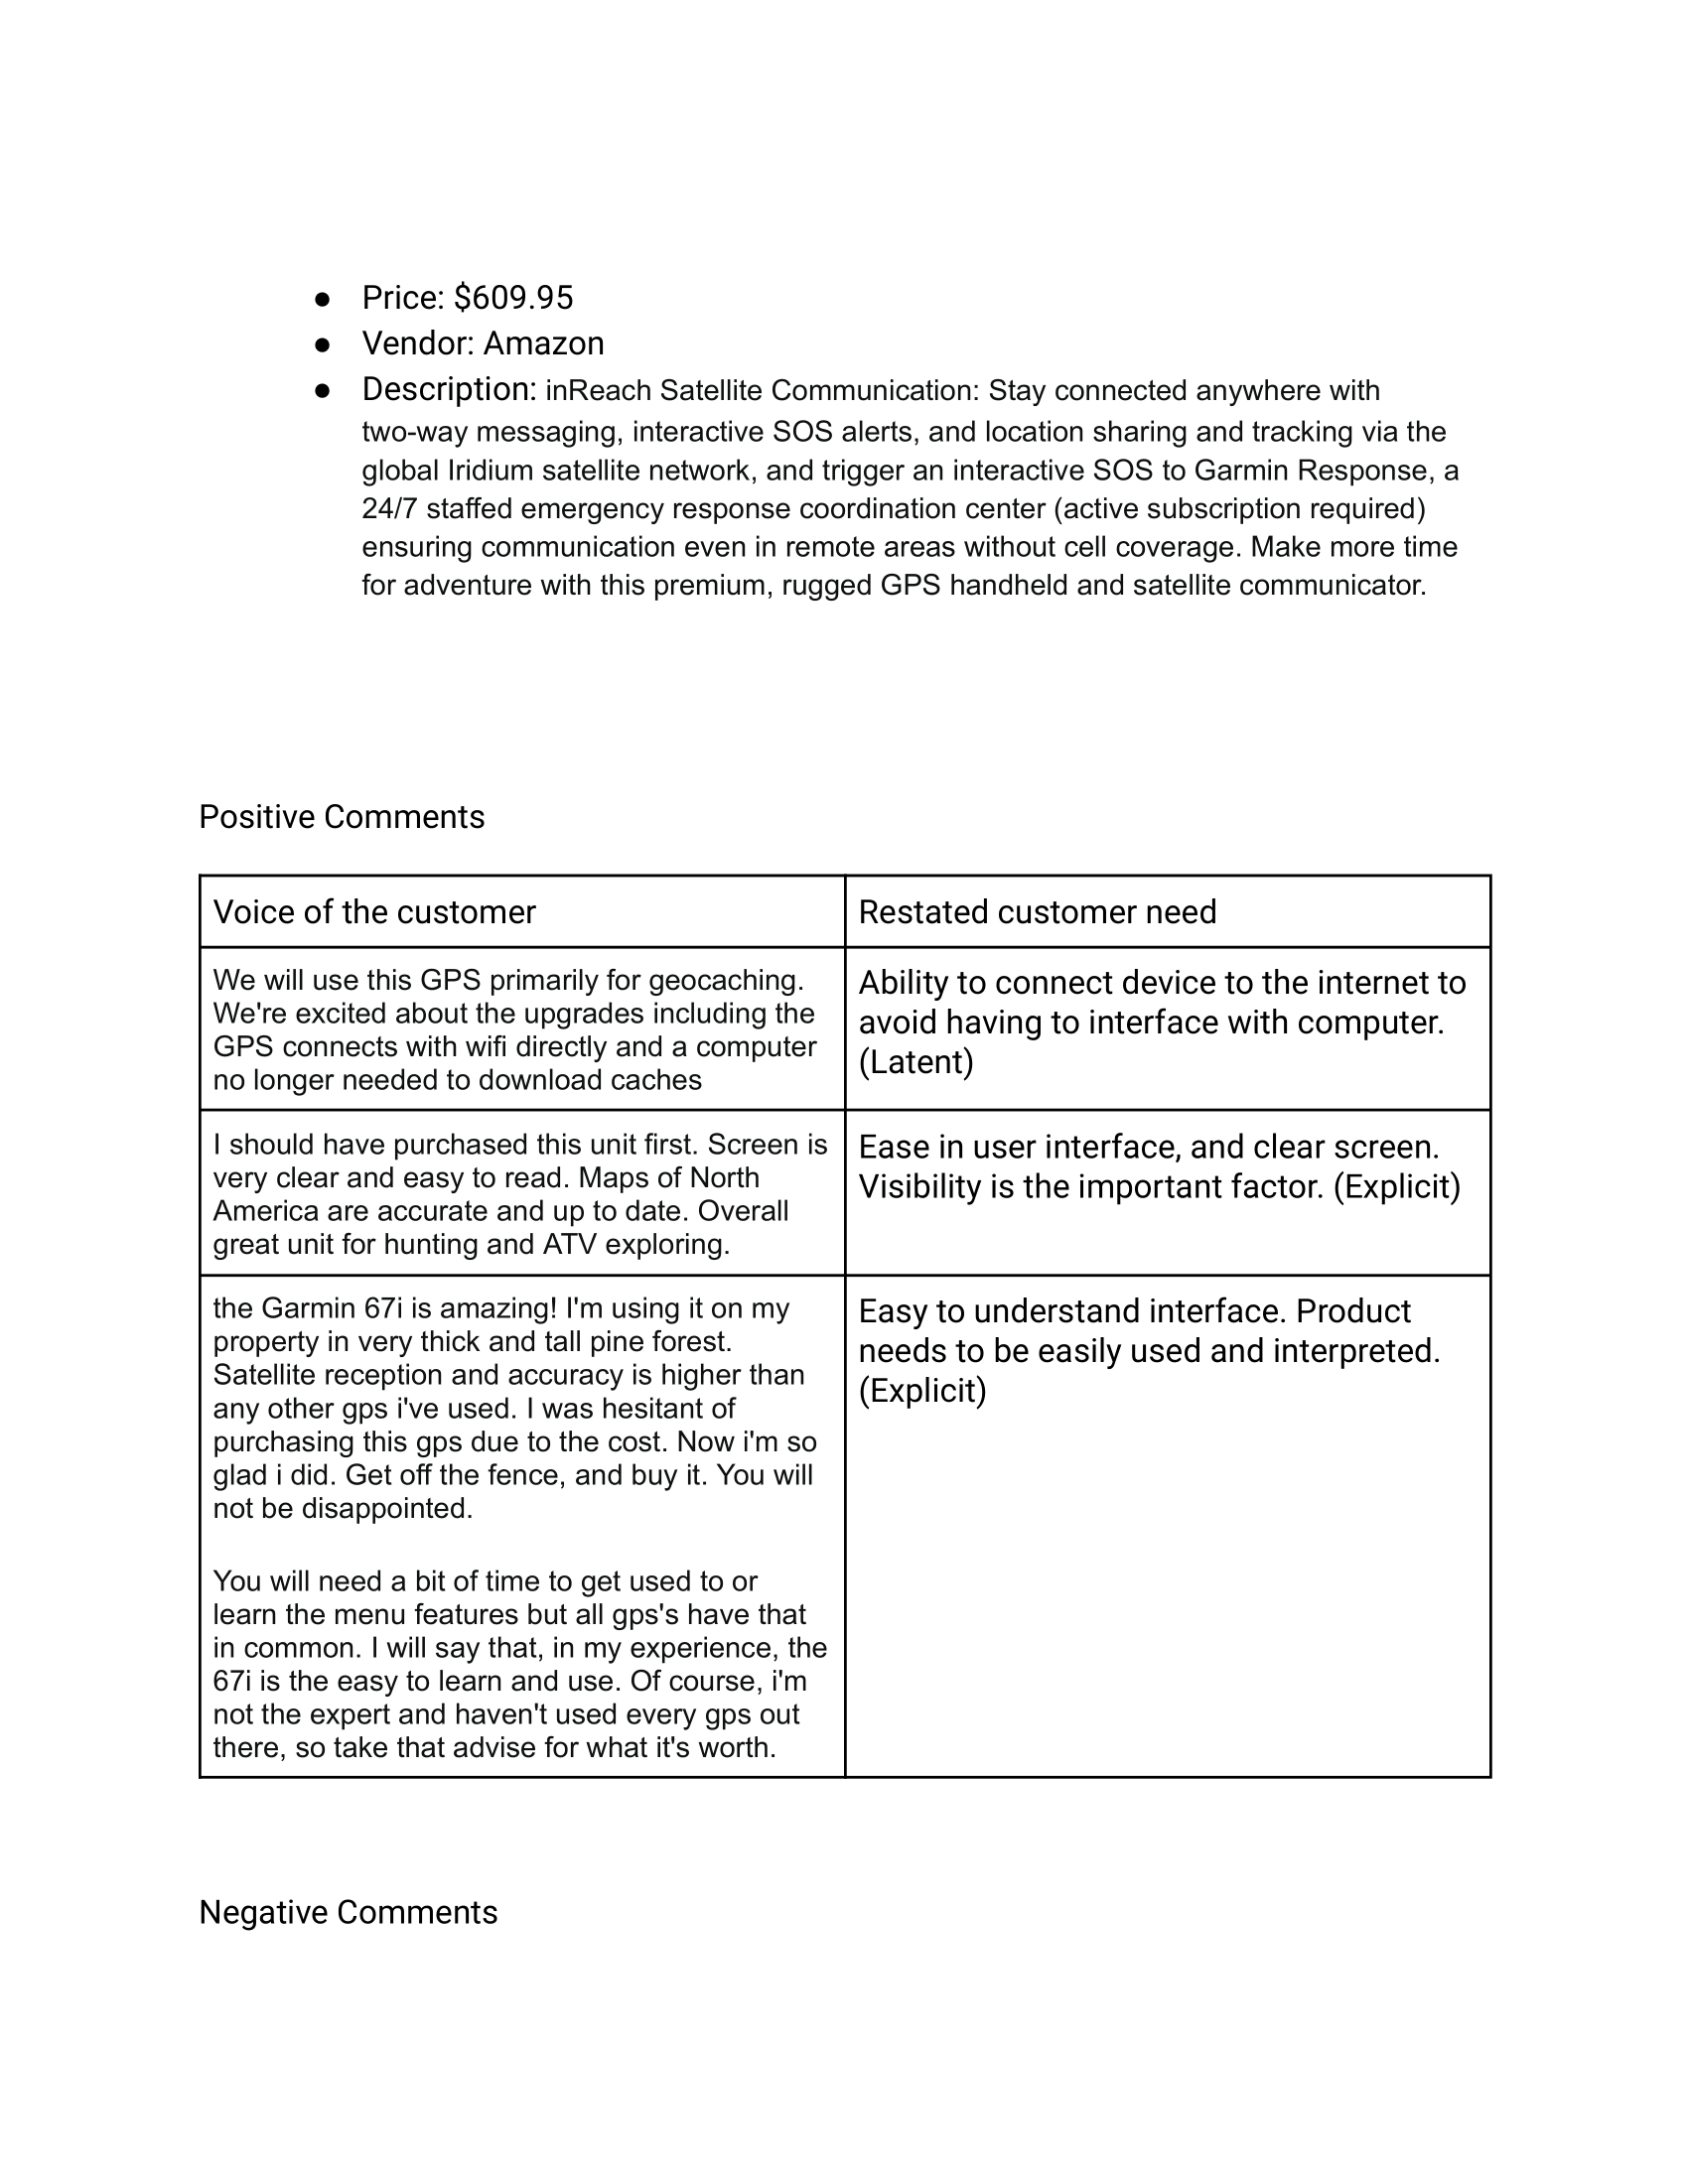 ● Price: $609.95
● Vendor: Amazon
● Description: inReach Satellite Communication: Stay connected anywhere with
two-way messaging, interactive SOS alerts, and location sharing and tracking via the
global Iridium satellite network, and trigger an interactive SOS to Garmin Response, a
24/7 staffed emergency response coordination center (active subscription required)
ensuring communication even in remote areas without cell coverage. Make more time
for adventure with this premium, rugged GPS handheld and satellite communicator.
Positive Comments
Voice of the customer
Restated customer need
We will use this GPS primarily for geocaching.
We're excited about the upgrades including the
GPS connects with wifi directly and a computer
no longer needed to download caches
Ability to connect device to the internet to
avoid having to interface with computer.
(Latent)
I should have purchased this unit first. Screen is
very clear and easy to read. Maps of North
America are accurate and up to date. Overall
great unit for hunting and ATV exploring.
Ease in user interface, and clear screen.
Visibility is the important factor. (Explicit)
the Garmin 67i is amazing! I'm using it on my
property in very thick and tall pine forest.
Satellite reception and accuracy is higher than
any other gps i've used. I was hesitant of
purchasing this gps due to the cost. Now i'm so
glad i did. Get off the fence, and buy it. You will
not be disappointed.
You will need a bit of time to get used to or
learn the menu features but all gps's have that
in common. I will say that, in my experience, the
67i is the easy to learn and use. Of course, i'm
not the expert and haven't used every gps out
there, so take that advise for what it's worth.
Easy to understand interface. Product
needs to be easily used and interpreted.
(Explicit)
Negative Comments